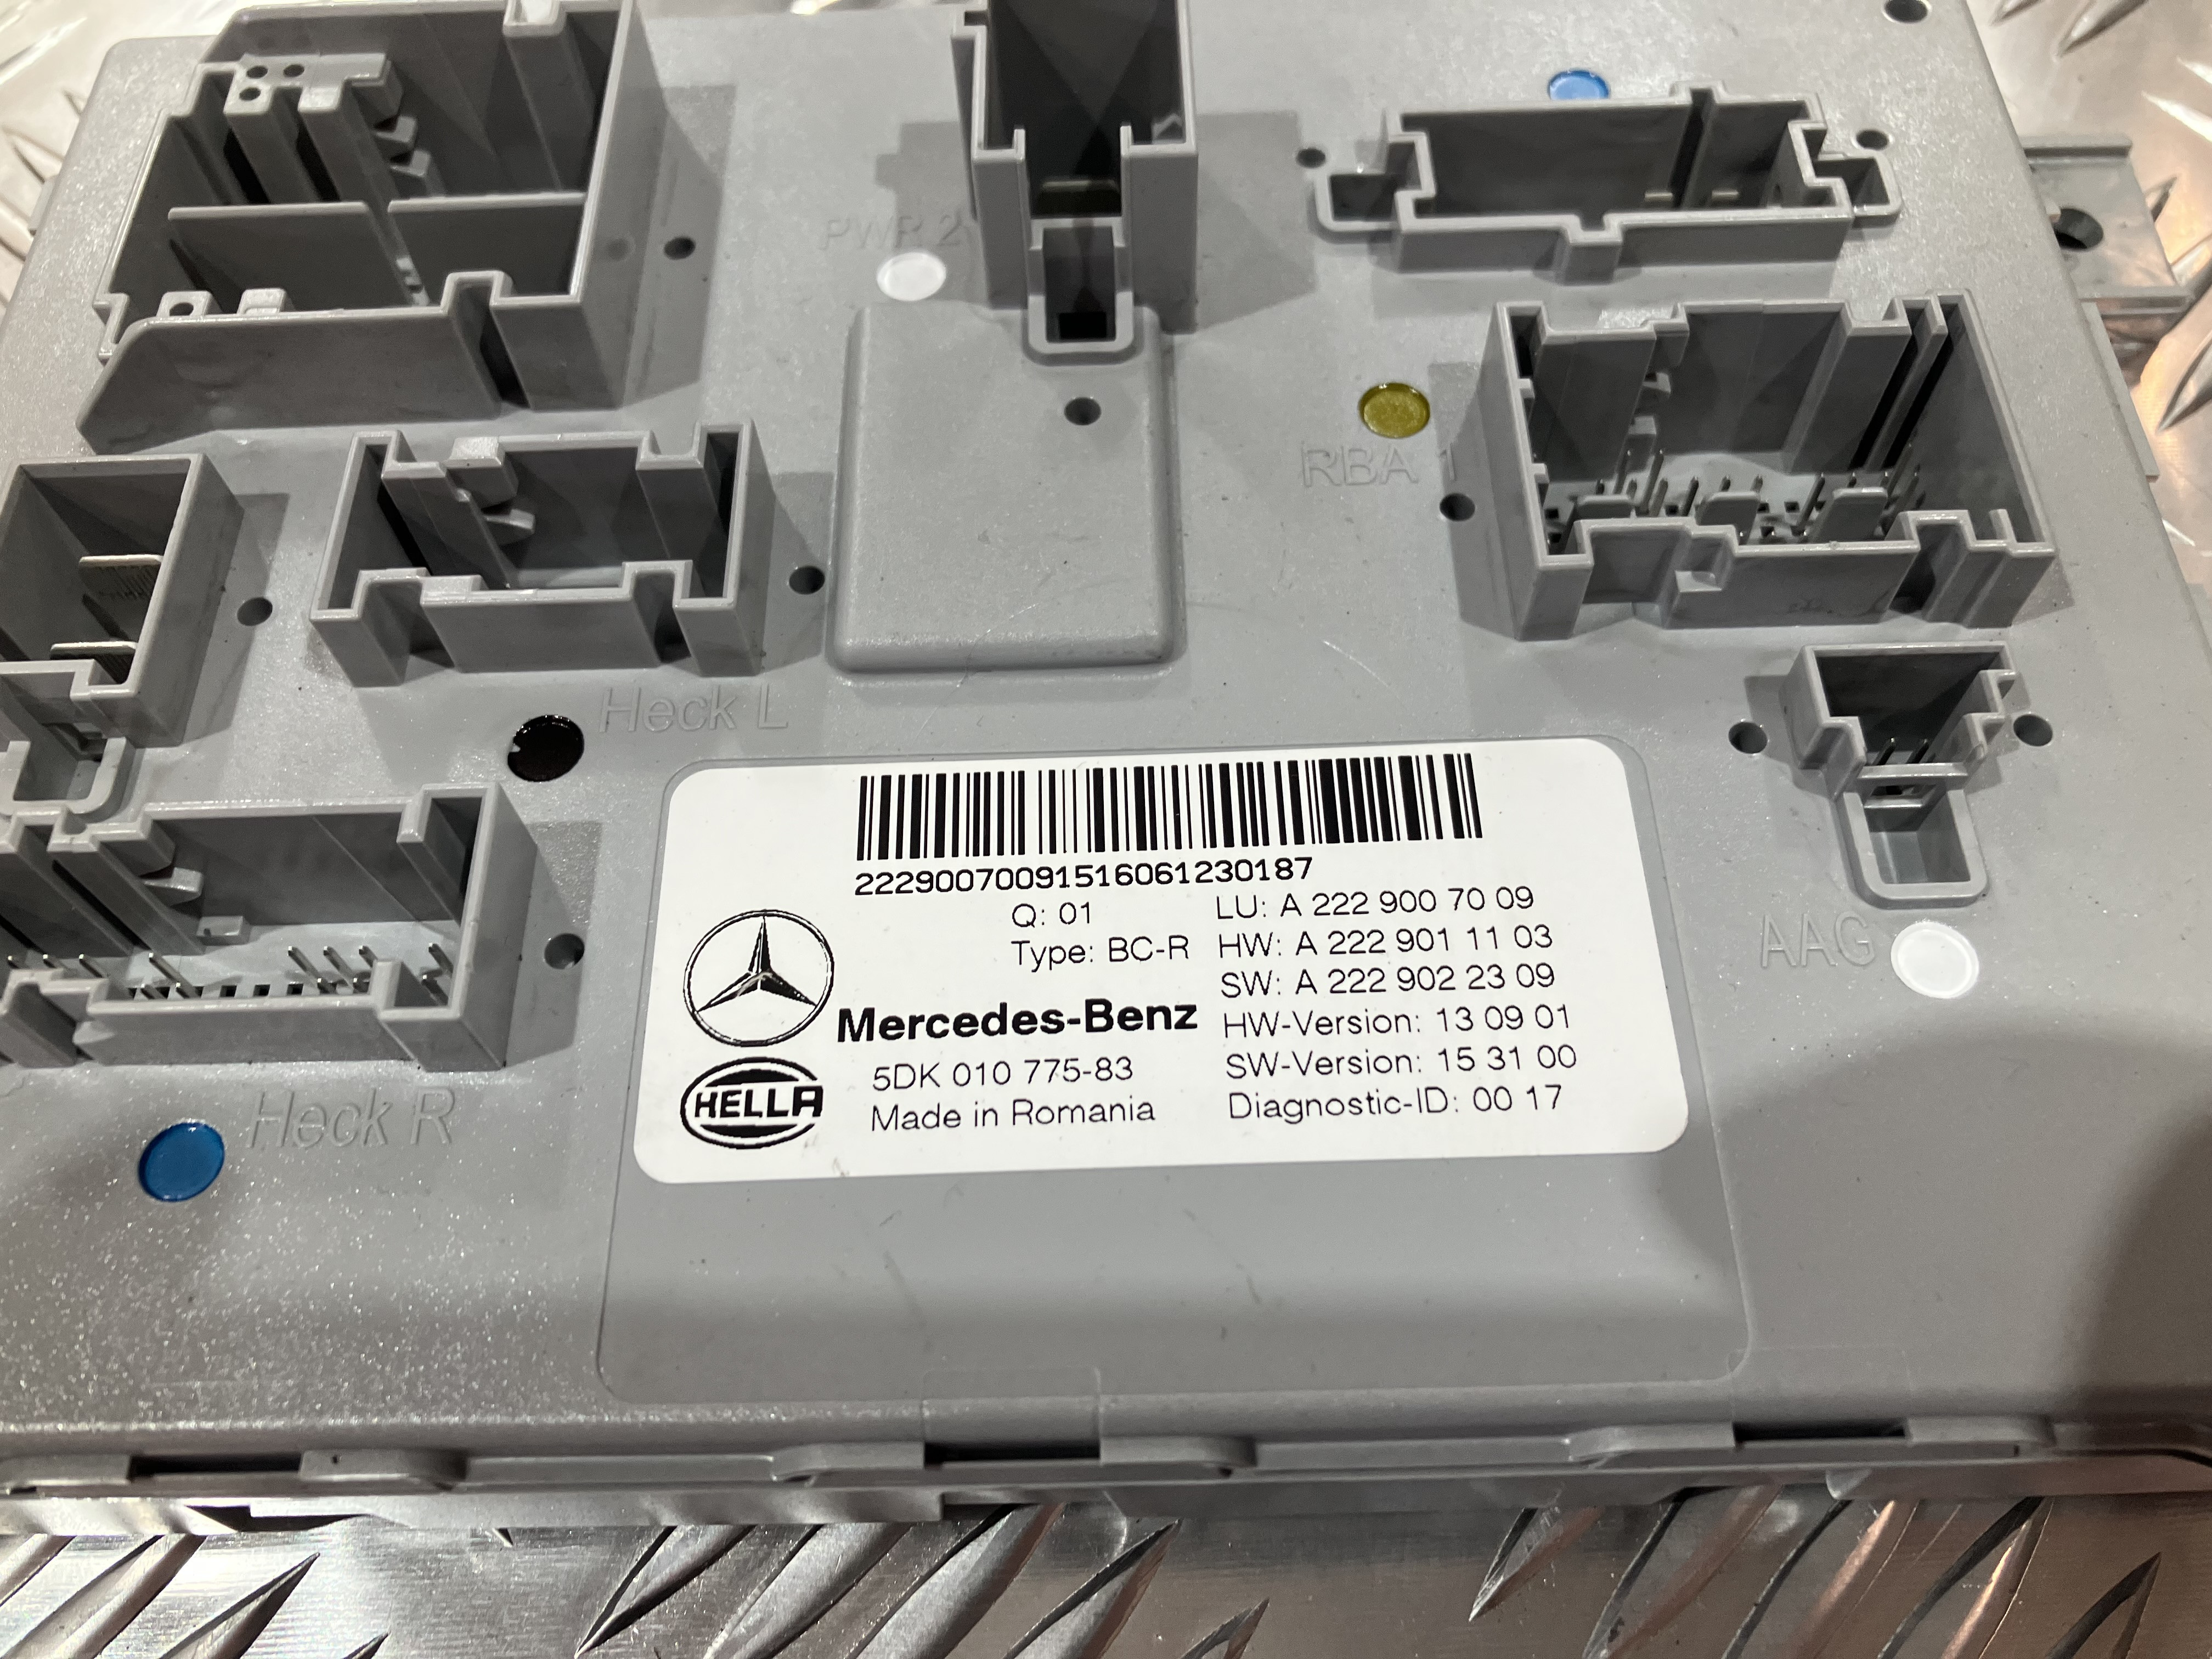 PWR 2
RBA 1
Heck L
22290070091516061230187
Q: 01
LU: A 222 900 70 09
Type: BC-R
HW: A 222 901 11 03
SW: A 222 902 23 09
AAG
Mercedes-Benz
HW-Version: 13 09 01
5DK 010 775-83
SW-Version: 15 31 00
HELLA
Made in Romania
Diagnostic-ID: 00 17
Heck R